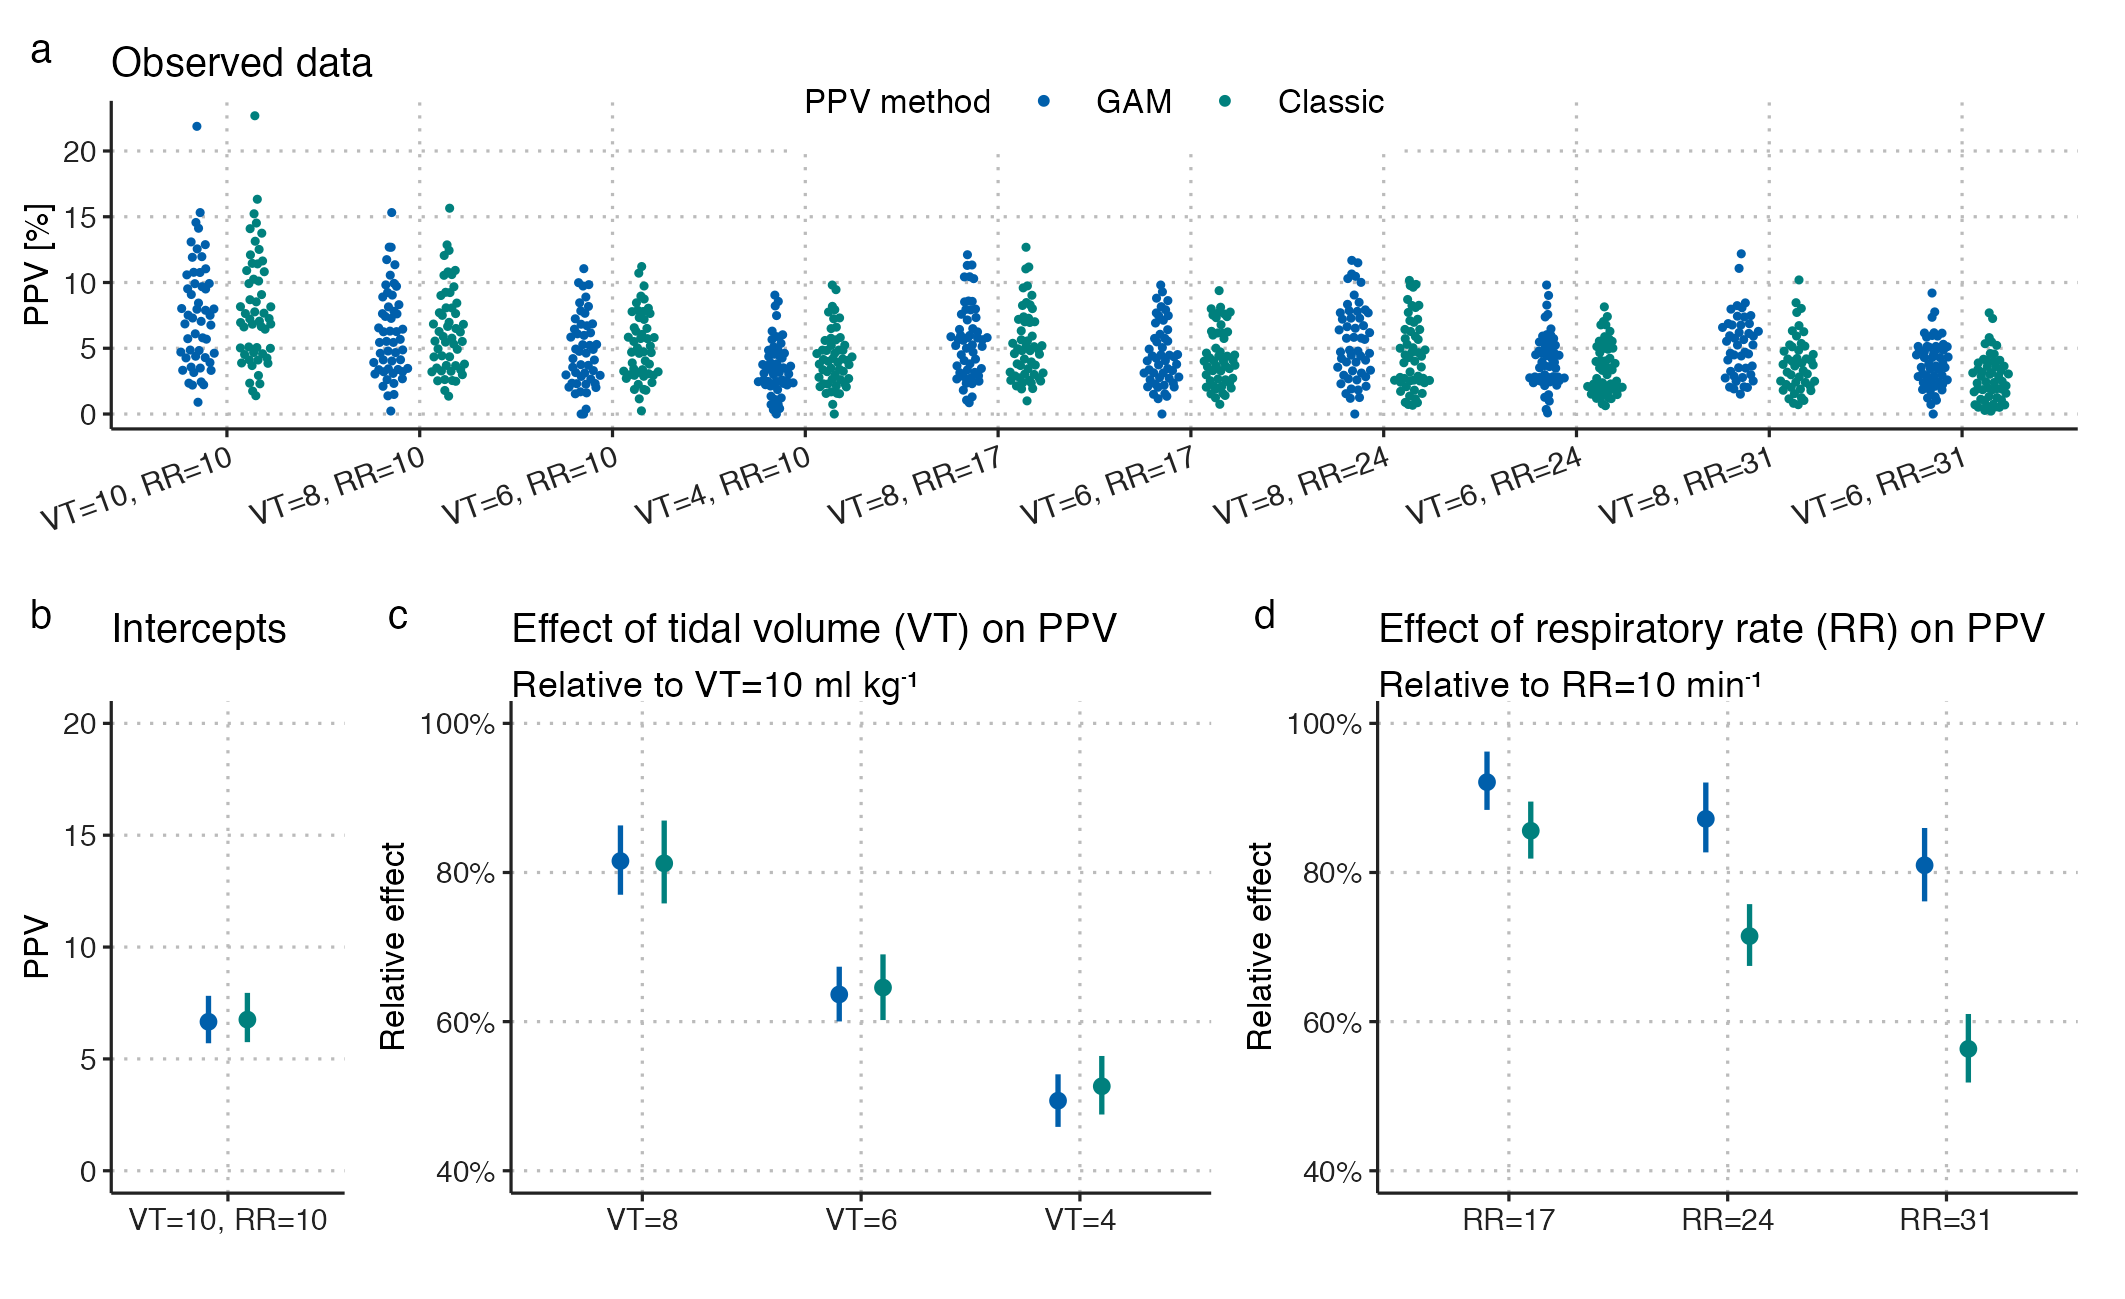 a
Observed data
PPV method GAM Classic
PPV [%]
20
15
10
5
0
VT=10, RR=10
VT=8, RR=10
VT=6, RR=10
VT=4, RR=10
VT=8, RR=17
VT=6, RR=17
VT=8, RR=24
VT=6, RR=24
VT=8, RR=31
VT=6, RR=31
b
Intercepts
PPV
20
15
10
5
0
VT=10, RR=10
c
Effect of tidal volume (VT) on PPV
Relative to VT=10 ml kg⁻¹
Relative effect
100%
80%
60%
40%
VT=8
VT=6
VT=4
d
Effect of respiratory rate (RR) on PPV
Relative to RR=10 min⁻¹
Relative effect
100%
80%
60%
40%
RR=17
RR=24
RR=31